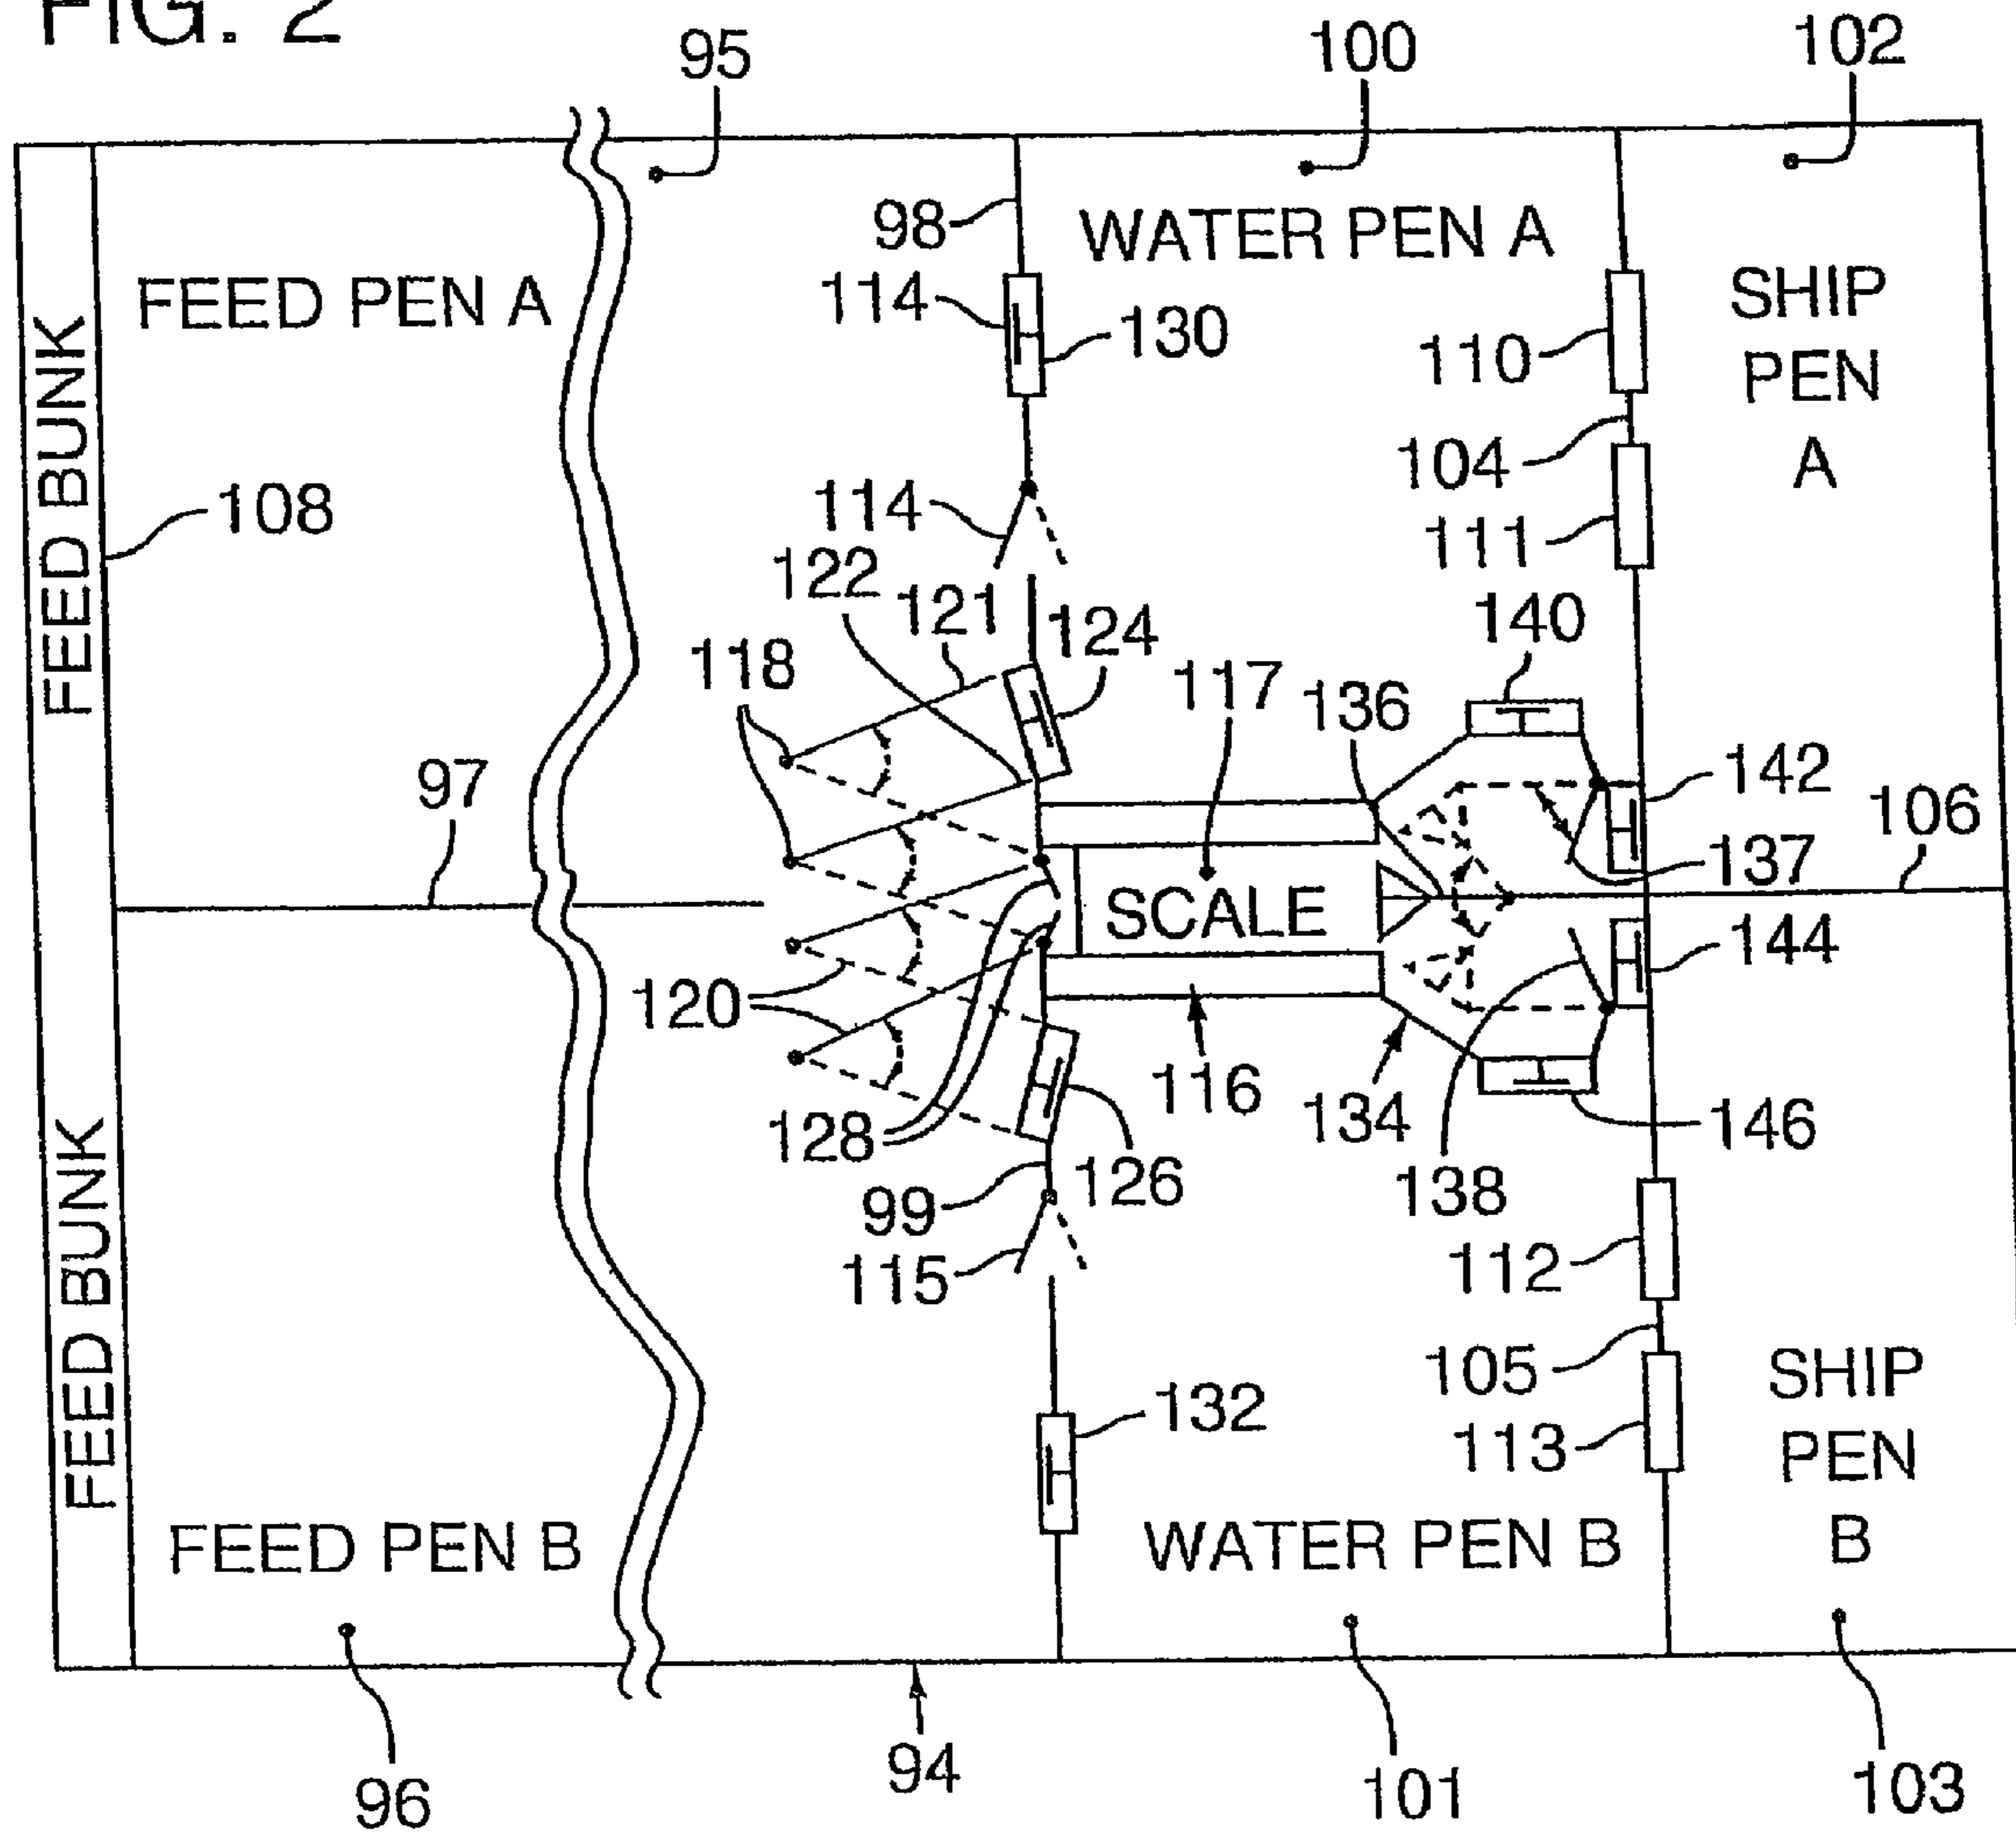 FIG. 2
95
100
102
98
WATER PEN A
FEED PEN A
114
130
SHIP
PEN
A
110
FEED BUNK
104
108
114
111
122
121
140
124
118
117
136
142
97
106
137
SCALE
144
120
116
134
146
128
138
126
99
112
115
FEED BUNK
105
SHIP
PEN
B
132
113
FEED PEN B
WATER PEN B
94
96
101
103